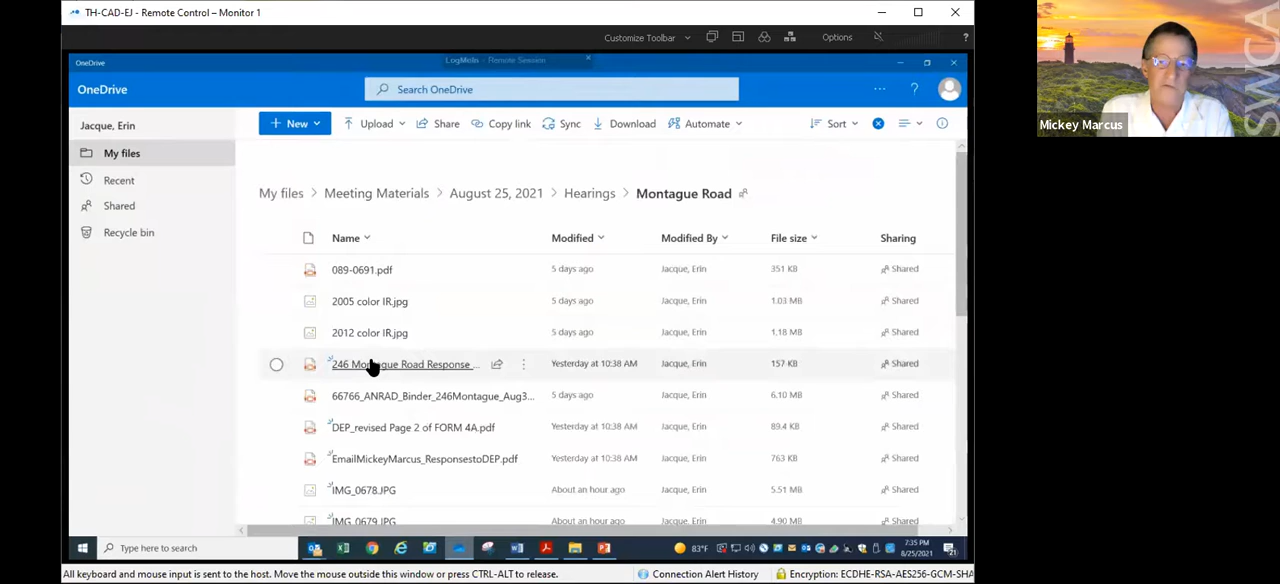 TH-CAD-EJ - Remote Control – Monitor 1
Customize Toolbar
Options
?
OneDrive
LogMeIn - Remote Session
OneDrive
Search OneDrive
?
Jacque, Erin
New
Upload
Share
Copy link
Sync
Download
Automate
Sort
My files
Recent
Shared
Recycle bin
My files > Meeting Materials > August 25, 2021 > Hearings > Montague Road
Name Modified Modified By File size Sharing
089-0691.pdf 5 days ago Jacque, Erin 351 KB Shared
2005 color IR.jpg 5 days ago Jacque, Erin 1.03 MB Shared
2012 color IR.jpg 5 days ago Jacque, Erin 1.18 MB Shared
246 Montague Road Response ... Yesterday at 10:38 AM Jacque, Erin 157 KB Shared
66766_ANRAD_Binder_246Montague_Aug3... 5 days ago Jacque, Erin 6.10 MB Shared
DEP_revised Page 2 of FORM 4A.pdf Yesterday at 10:38 AM Jacque, Erin 89.4 KB Shared
EmailMickeyMarcus_ResponsestoDEP.pdf Yesterday at 10:38 AM Jacque, Erin 763 KB Shared
IMG_0678.JPG About an hour ago Jacque, Erin 5.51 MB Shared
IMG_0679.JPG About an hour ago Jacque, Erin 4.90 MB Shared
Type here to search
83°F
7:35 PM
8/25/2021
21
All keyboard and mouse input is sent to the host. Move the mouse outside this window or press CTRL-ALT to release.
Connection Alert History
Encryption: ECDHE-RSA-AES256-GCM-SHA
Mickey Marcus
SWCA